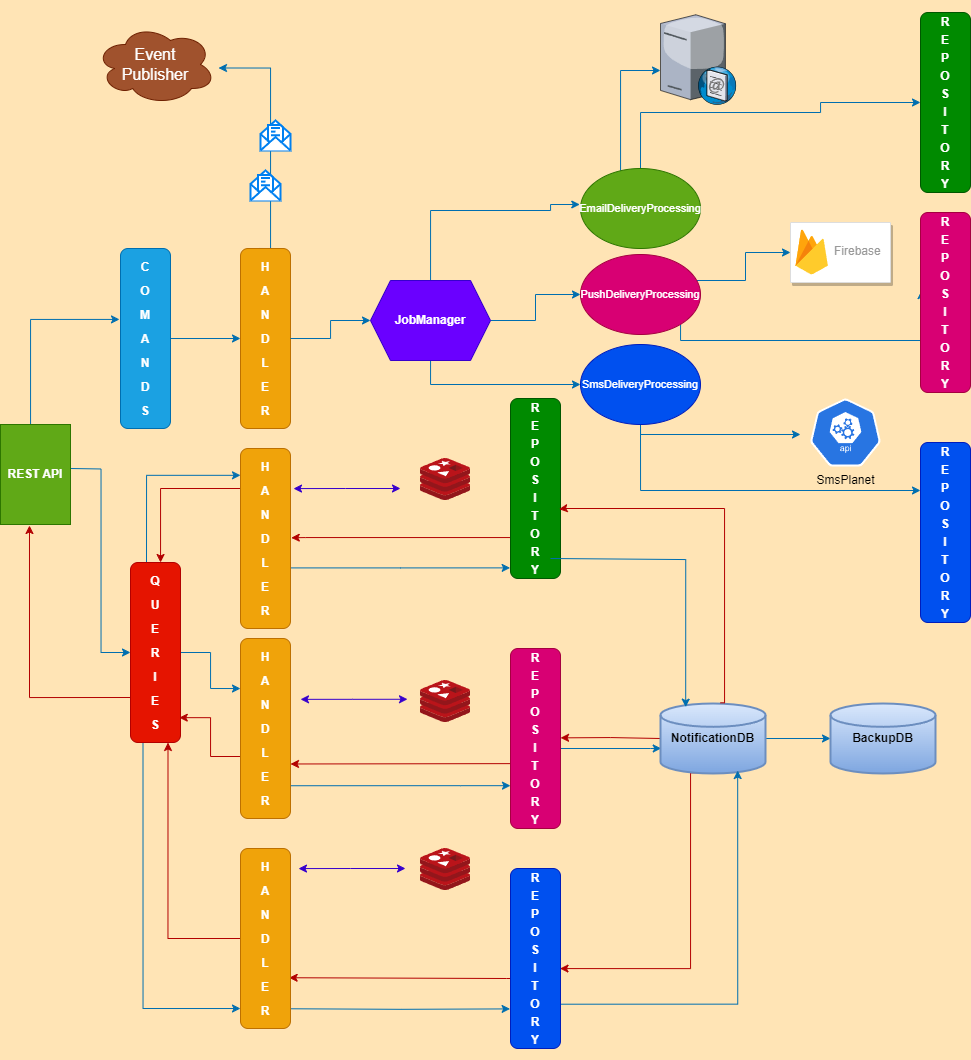 Event
Publisher
@
R
E
P
O
S
I
T
O
R
Y
EmailDeliveryProcessing
R
E
P
O
S
I
T
O
R
Y
Firebase
PushDeliveryProcessing
C
O
M
A
N
D
S
H
A
N
D
L
E
R
JobManager
SmsDeliveryProcessing
api
SmsPlanet
R
E
P
O
S
I
T
O
R
Y
REST API
H
A
N
D
L
E
R
R
E
P
O
S
I
T
O
R
Y
Q
U
E
R
I
E
S
H
A
N
D
L
E
R
R
E
P
O
S
I
T
O
R
Y
NotificationDB
BackupDB
H
A
N
D
L
E
R
R
E
P
O
S
I
T
O
R
Y